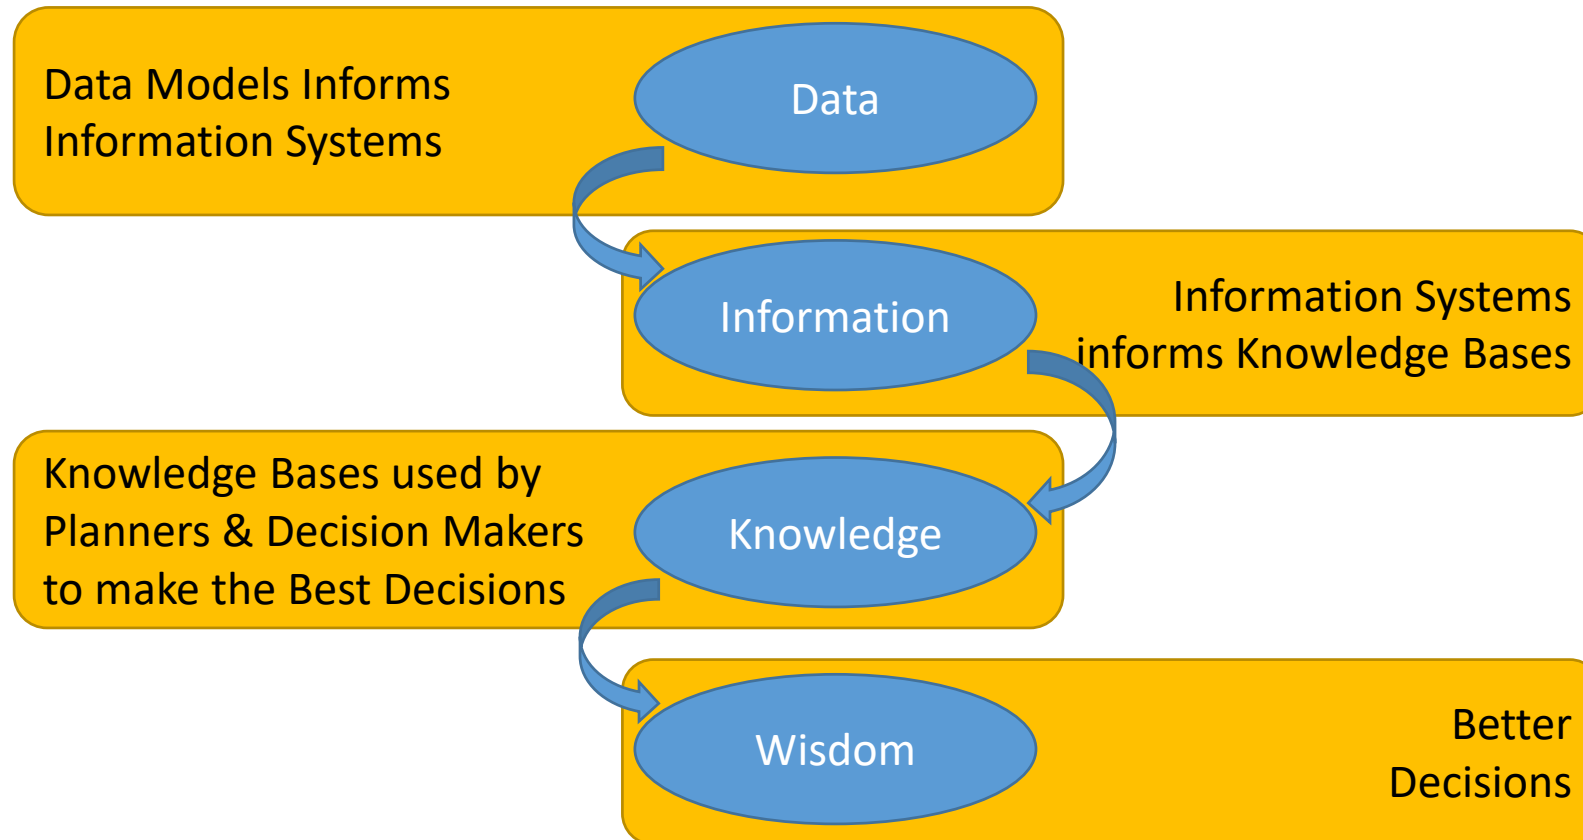 Data Models Informs
Information Systems
Data
Information
Information Systems
informs Knowledge Bases
Knowledge Bases used by
Planners & Decision Makers
to make the Best Decisions
Knowledge
Wisdom
Better
Decisions